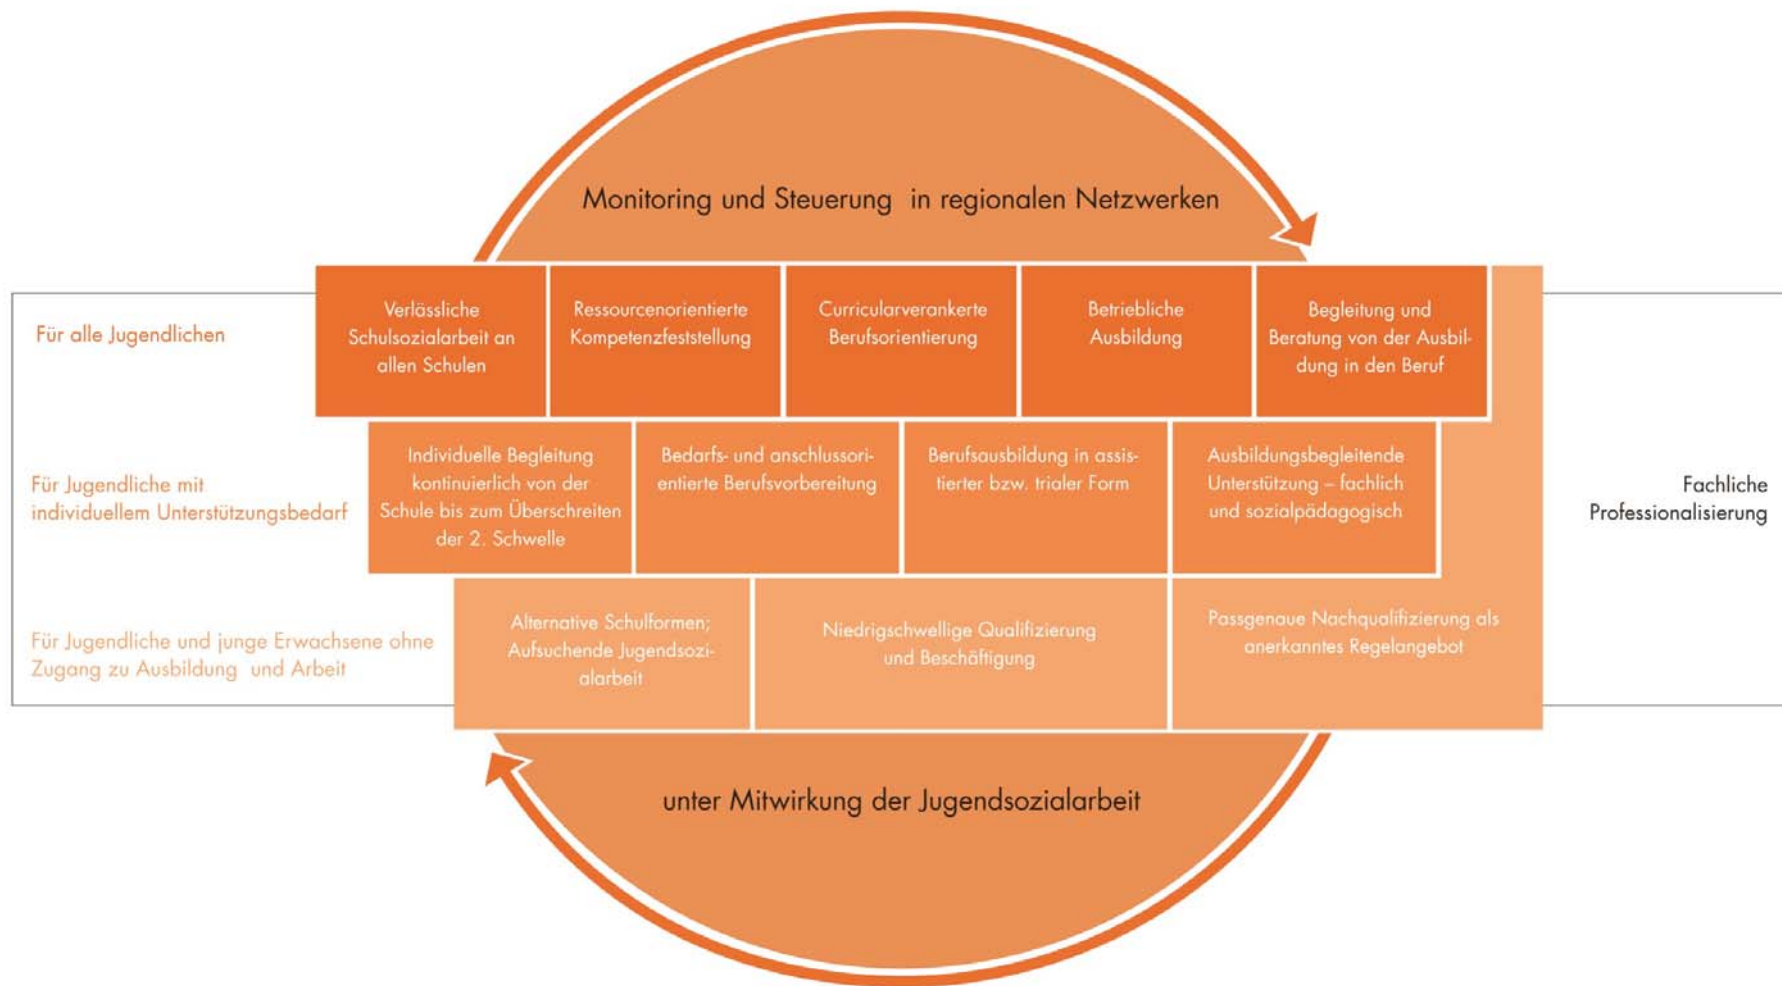 Monitoring und Steuerung in regionalen Netzwerken
Für alle Jugendlichen
Verlässliche
Schulsozialarbeit an
allen Schulen
Ressourcenorientierte
Kompetenzfeststellung
Curricularverankerte
Berufsorientierung
Betriebliche
Ausbildung
Begleitung und
Beratung von der Ausbil-
dung in den Beruf
Für Jugendliche mit
individuellem Unterstützungsbedarf
Individuelle Begleitung
kontinuierlich von der
Schule bis zum Überschreiten
der 2. Schwelle
Bedarfs- und anschlussori-
entierte Berufsvorbereitung
Berufsausbildung in assis-
tierter bzw. trialer Form
Ausbildungsbegleitende
Unterstützung – fachlich
und sozialpädagogisch
Fachliche
Professionalisierung
Für Jugendliche und junge Erwachsene ohne
Zugang zu Ausbildung und Arbeit
Alternative Schulformen;
Aufsuchende Jugendsozi-
alarbeit
Niedrigschwellige Qualifizierung
und Beschäftigung
Passgenaue Nachqualifizierung als
anerkanntes Regelangebot
unter Mitwirkung der Jugendsozialarbeit